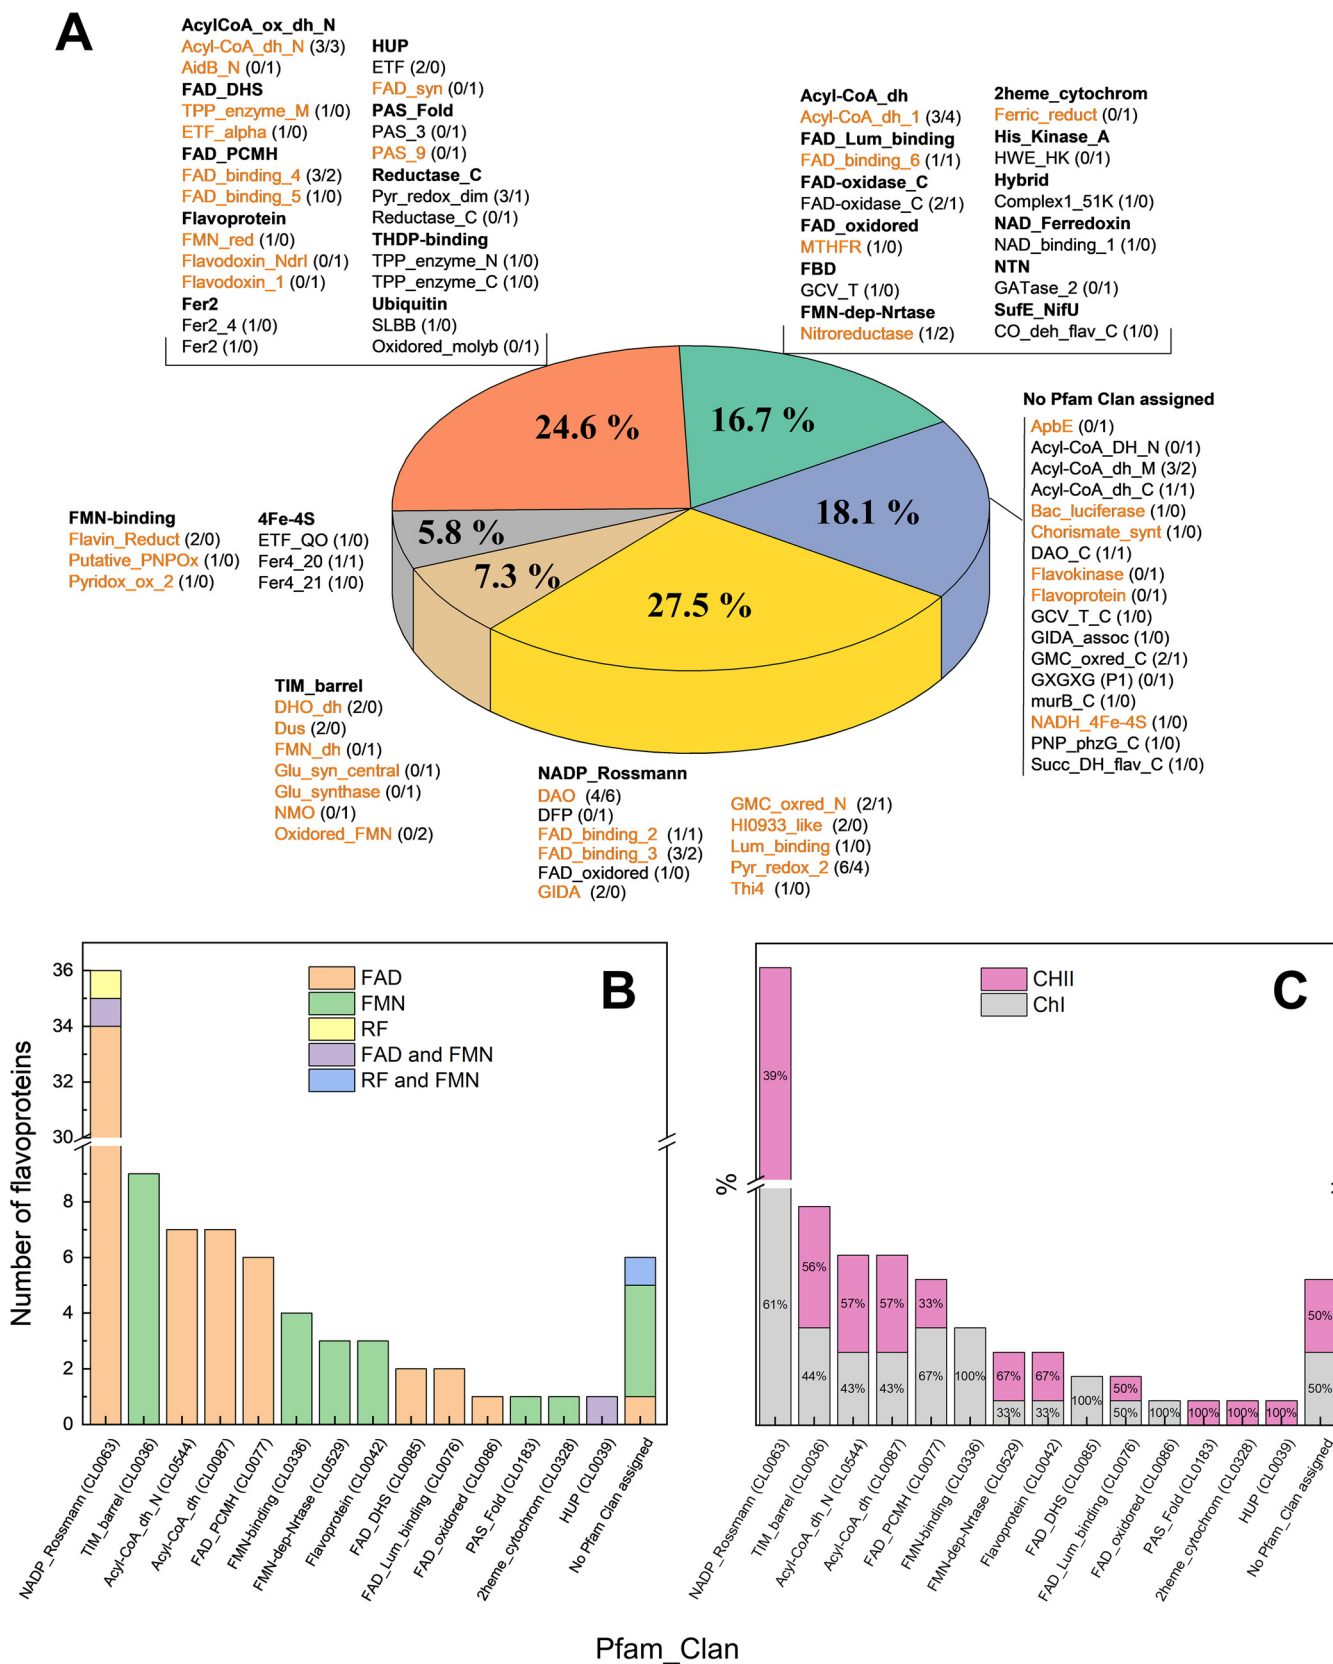 A
AcylCoA_ox_dh_N
Acyl-CoA_dh_N (3/3)
AidB_N (0/1)
FAD_DHS
TPP_enzyme_M (1/0)
ETF_alpha (1/0)
FAD_PCMH
FAD_binding_4 (3/2)
FAD_binding_5 (1/0)
Flavoprotein
FMN_red (1/0)
Flavodoxin_NdrI (0/1)
Flavodoxin_1 (0/1)
Fer2
Fer2_4 (1/0)
Fer2 (1/0)
HUP
ETF (2/0)
FAD_syn (0/1)
PAS_Fold
PAS_3 (0/1)
PAS_9 (0/1)
Reductase_C
Pyr_redox_dim (3/1)
Reductase_C (0/1)
THDP-binding
TPP_enzyme_N (1/0)
TPP_enzyme_C (1/0)
Ubiquitin
SLBB (1/0)
Oxidored_molyb (0/1)
Acyl-CoA_dh
Acyl-CoA_dh_1 (3/4)
FAD_Lum_binding
FAD_binding_6 (1/1)
FAD-oxidase_C
FAD-oxidase_C (2/1)
FAD_oxidored
MTHFR (1/0)
FBD
GCV_T (1/0)
FMN-dep-Nrtase
Nitroreductase (1/2)
2heme_cytochrom
Ferric_reduct (0/1)
His_Kinase_A
HWE_HK (0/1)
Hybrid
Complex1_51K (1/0)
NAD_Ferredoxin
NAD_binding_1 (1/0)
NTN
GATase_2 (0/1)
SufE_NifU
CO_deh_flav_C (1/0)
24.6 %
16.7 %
18.1 %
5.8 %
7.3 %
27.5 %
No Pfam Clan assigned
ApbE (0/1)
Acyl-CoA_DH_N (0/1)
Acyl-CoA_dh_M (3/2)
Acyl-CoA_dh_C (1/1)
Bac_luciferase (1/0)
Chorismate_synt (1/0)
DAO_C (1/1)
Flavokinase (0/1)
Flavoprotein (0/1)
GCV_T_C (1/0)
GIDA_assoc (1/0)
GMC_oxred_C (2/1)
GXGXG (P1) (0/1)
murB_C (1/0)
NADH_4Fe-4S (1/0)
PNP_phzG_C (1/0)
Succ_DH_flav_C (1/0)
FMN-binding
Flavin_Reduct (2/0)
Putative_PNPOx (1/0)
Pyridox_ox_2 (1/0)
4Fe-4S
ETF_QO (1/0)
Fer4_20 (1/1)
Fer4_21 (1/0)
TIM_barrel
DHO_dh (2/0)
Dus (2/0)
FMN_dh (0/1)
Glu_syn_central (0/1)
Glu_synthase (0/1)
NMO (0/1)
Oxidored_FMN (0/2)
NADP_Rossmann
DAO (4/6)
DFP (0/1)
FAD_binding_2 (1/1)
FAD_binding_3 (3/2)
FAD_oxidored (1/0)
GIDA (2/0)
GMC_oxred_N (2/1)
HI0933_like (2/0)
Lum_binding (1/0)
Pyr_redox_2 (6/4)
Thi4 (1/0)
B
FAD
FMN
RF
FAD and FMN
RF and FMN
Number of flavoproteins
36
34
32
30
8
6
4
2
0
NADP_Rossmann (CL0063)
TIM_barrel (CL0036)
Acyl-CoA_dh_N (CL0544)
Acyl-CoA_dh (CL0087)
FAD_PCMH (CL0077)
FMN-binding (CL0336)
FMN-dep-Nrtase (CL0529)
Flavoprotein (CL0042)
FAD_DHS (CL0085)
FAD_Lum_binding (CL0076)
FAD_oxidored (CL0086)
PAS_Fold (CL0183)
2heme_cytochrom (CL0328)
HUP (CL0039)
No Pfam Clan assigned
C
CHII
ChI
%
39%
61%
56%
44%
57%
43%
57%
43%
33%
67%
100%
67%
33%
67%
33%
100%
50%
50%
100%
100%
100%
100%
50%
50%
NADP_Rossmann (CL0063)
TIM_barrel (CL0036)
Acyl-CoA_dh_N (CL0544)
Acyl-CoA_dh (CL0087)
FAD_PCMH (CL0077)
FMN-binding (CL0336)
FMN-dep-Nrtase (CL0529)
Flavoprotein (CL0042)
FAD_DHS (CL0085)
FAD_Lum_binding (CL0076)
FAD_oxidored (CL0086)
PAS_Fold (CL0183)
2heme_cytochrom (CL0328)
HUP (CL0039)
No Pfam_Clan assigned
Pfam_Clan